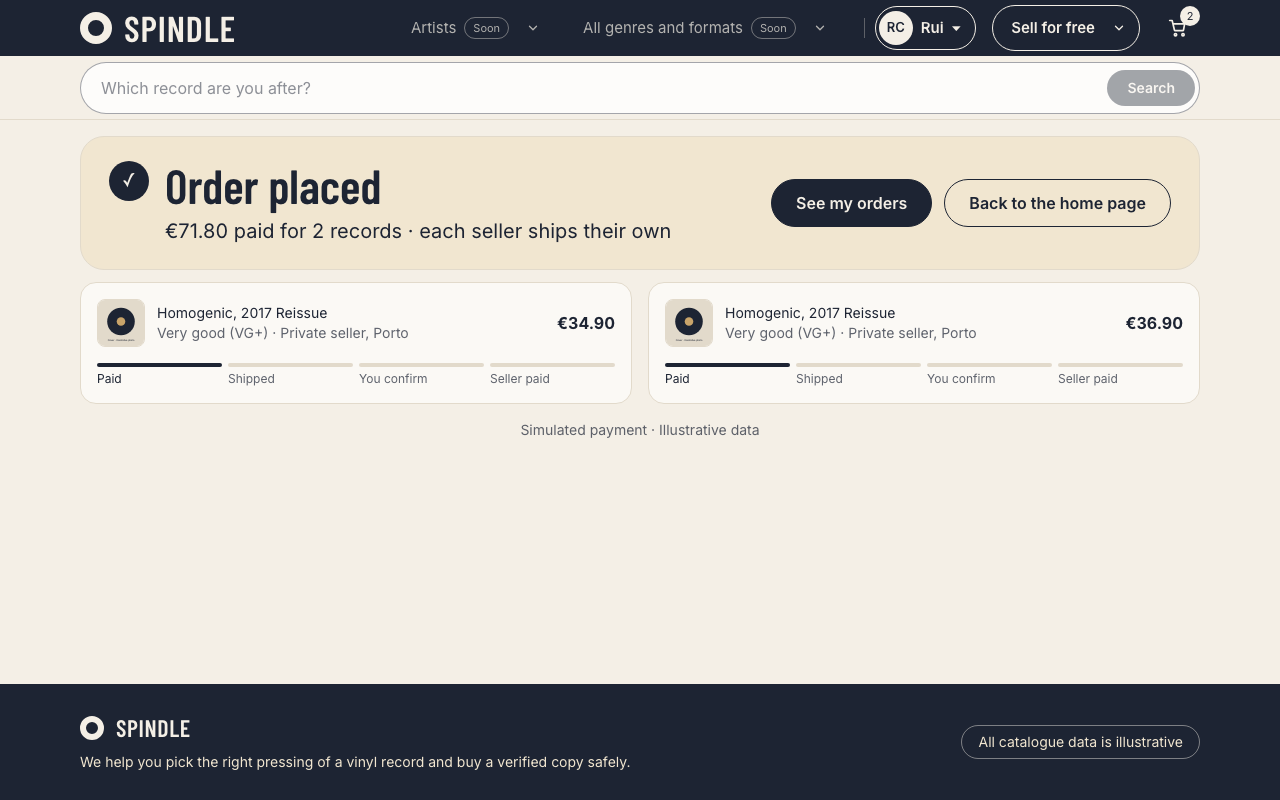 SPINDLE
Artists Soon
All genres and formats Soon
RC Rui
Sell for free
2
Which record are you after?
Search
Order placed
€71.80 paid for 2 records · each seller ships their own
See my orders
Back to the home page
Homogenic, 2017 Reissue
Very good (VG+) · Private seller, Porto
€34.90
Paid
Shipped
You confirm
Seller paid
Homogenic, 2017 Reissue
Very good (VG+) · Private seller, Porto
€36.90
Paid
Shipped
You confirm
Seller paid
Simulated payment · Illustrative data
SPINDLE
We help you pick the right pressing of a vinyl record and buy a verified copy safely.
All catalogue data is illustrative